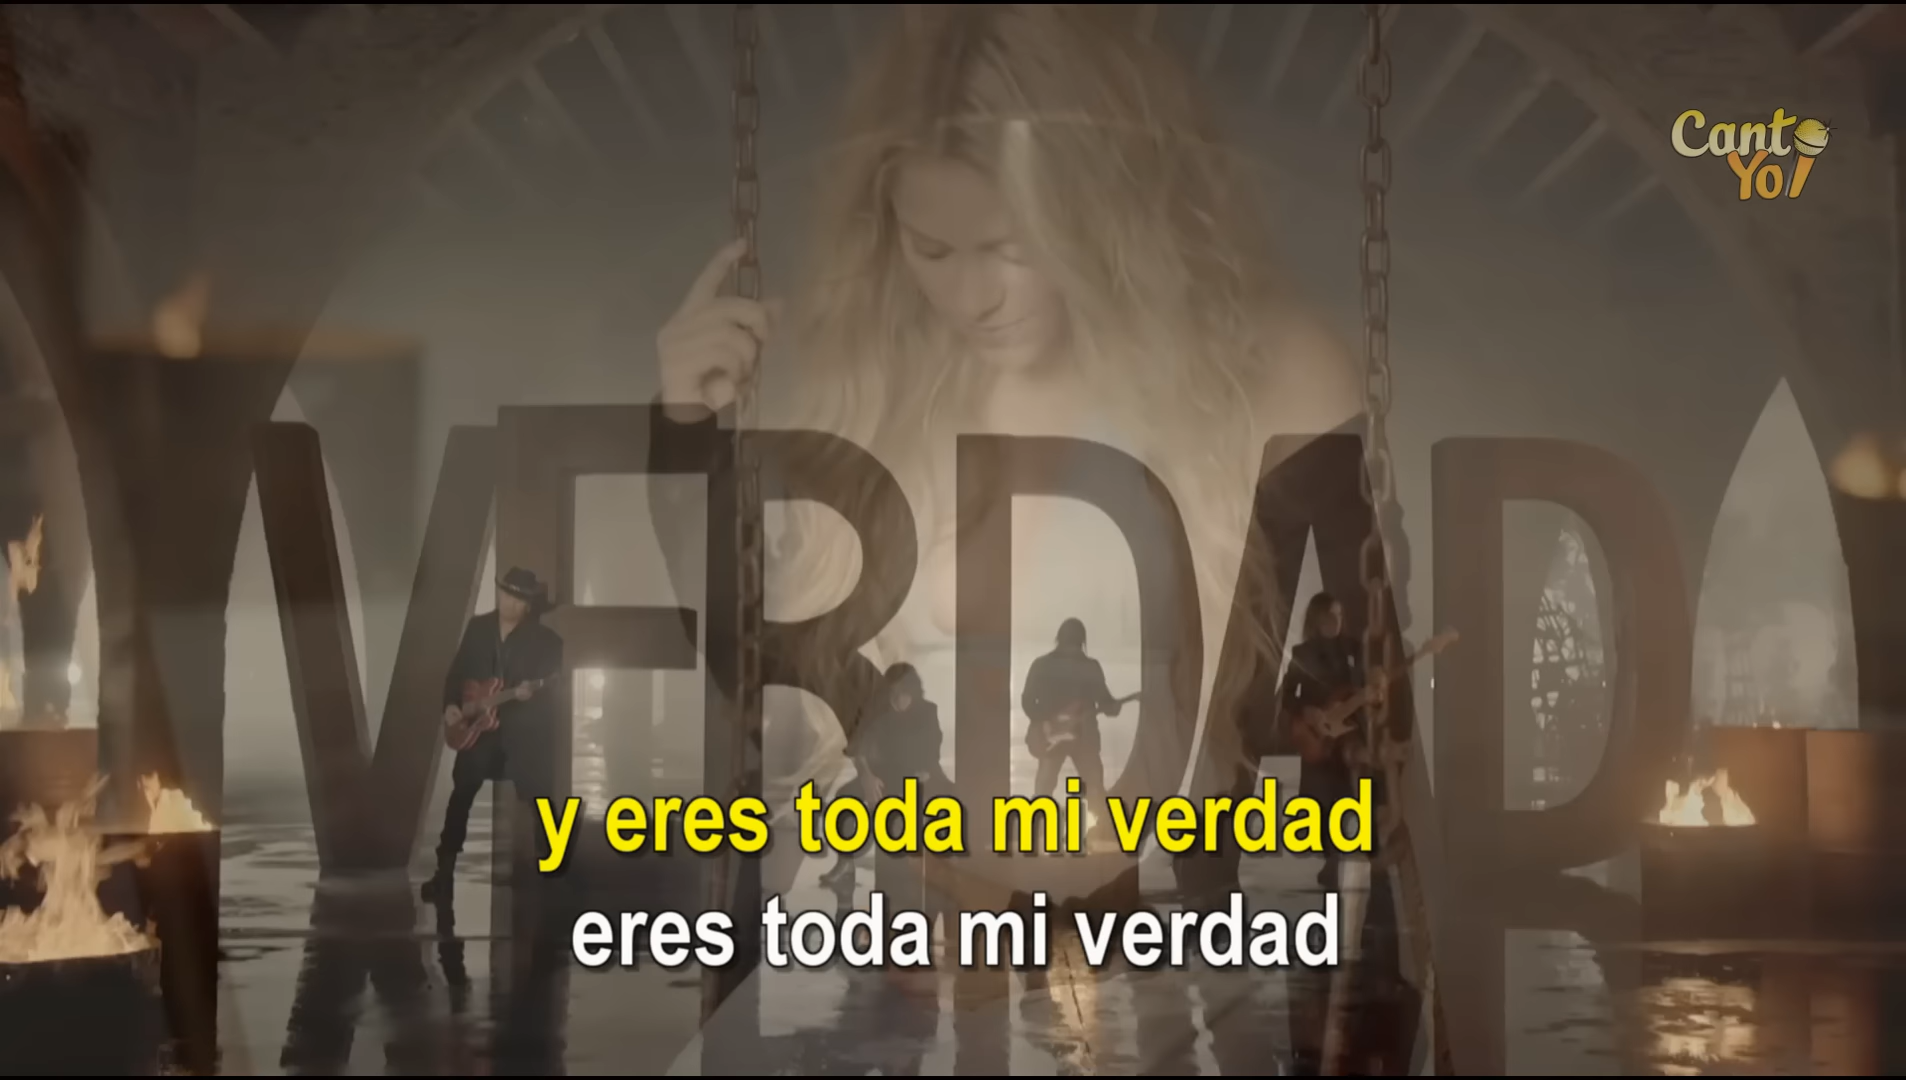 Canto
Yo!
VERDAD
y eres toda mi verdad
eres toda mi verdad